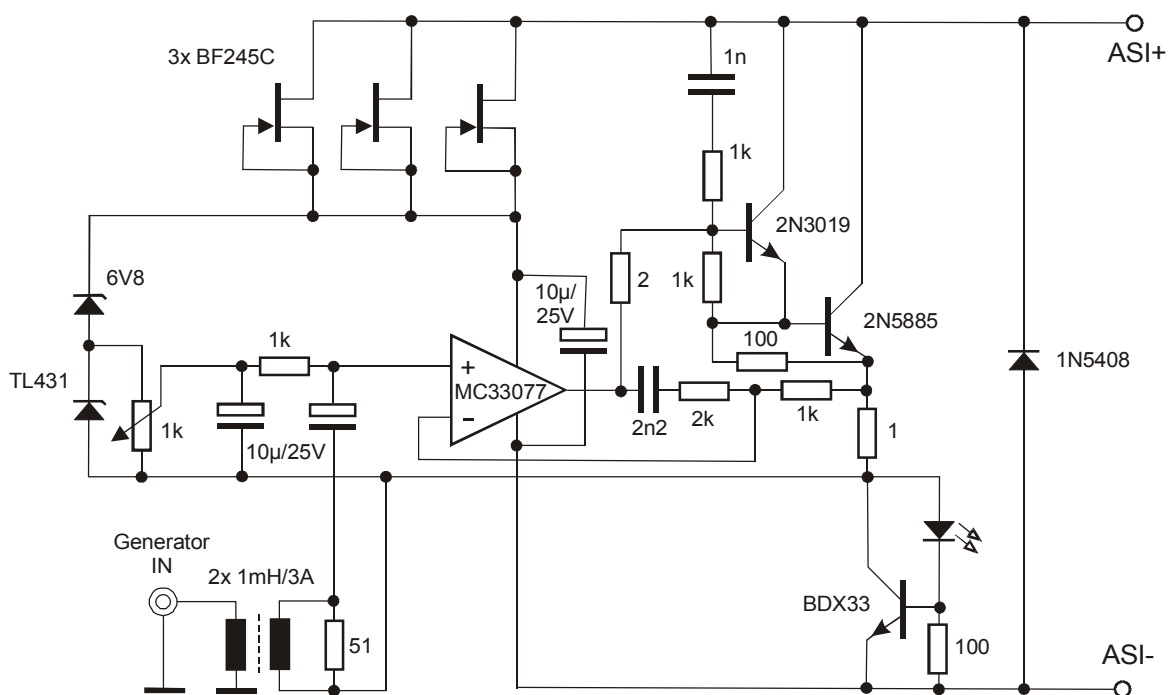 ASI+
3x BF245C
1n
1k
2N3019
6V8
2
1k
10µ/
25V
2N5885
1k
100
1N5408
TL431
+
MC33077
-
1k
1k
2n2
2k
1
10µ/25V
Generator
IN
2x 1mH/3A
BDX33
51
100
ASI-